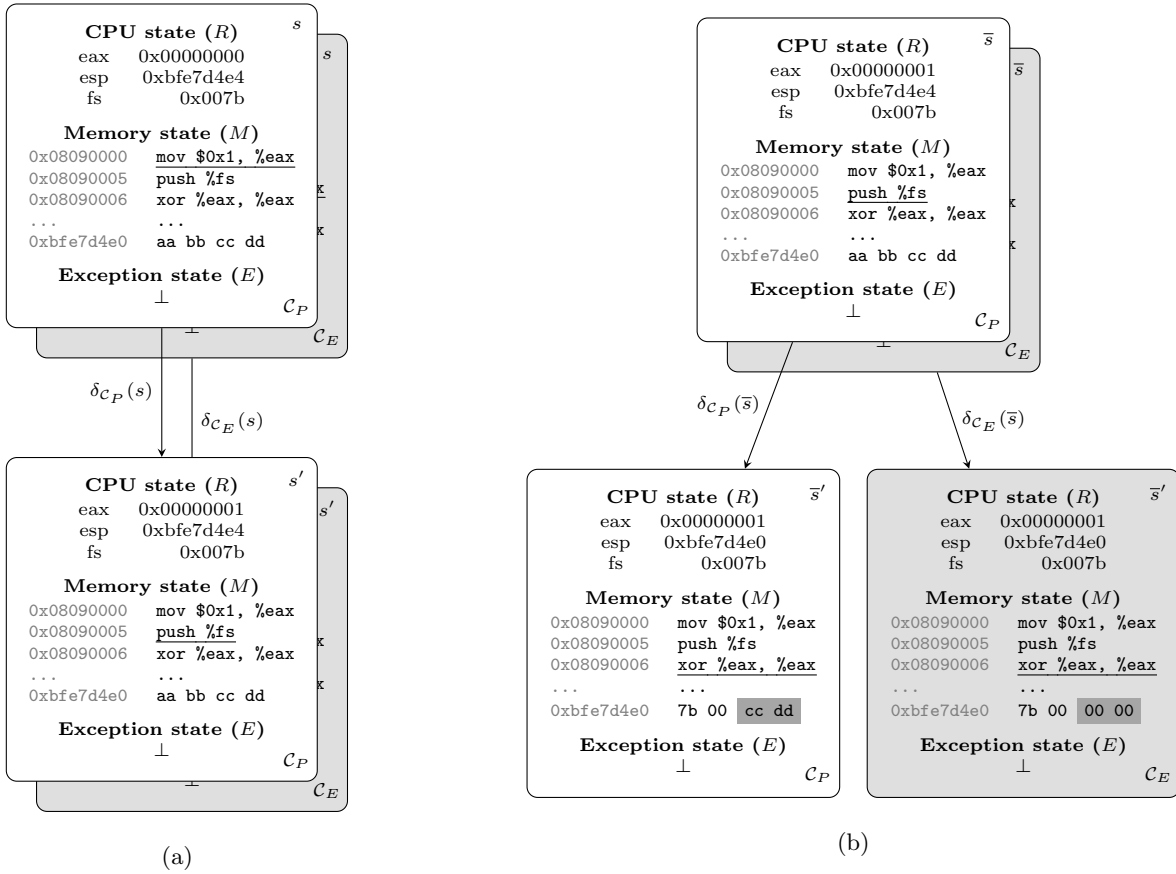 s
CPU state (R)
eax 0x00000000
esp 0xbfe7d4e4
fs 0x007b
Memory state (M)
0x08090000 mov $0x1, %eax
0x08090005 push %fs
0x08090006 xor %eax, %eax
... ...
0xbfe7d4e0 aa bb cc dd
Exception state (E)
⊥
C_P
s
x
x
⊥
C_E
δ_{C_P}(s)
δ_{C_E}(s)
s′
CPU state (R)
eax 0x00000001
esp 0xbfe7d4e4
fs 0x007b
Memory state (M)
0x08090000 mov $0x1, %eax
0x08090005 push %fs
0x08090006 xor %eax, %eax
... ...
0xbfe7d4e0 aa bb cc dd
Exception state (E)
⊥
C_P
s′
x
x
⊥
C_E
(a)
s̅
CPU state (R)
eax 0x00000001
esp 0xbfe7d4e4
fs 0x007b
Memory state (M)
0x08090000 mov $0x1, %eax
0x08090005 push %fs
0x08090006 xor %eax, %eax
... ...
0xbfe7d4e0 aa bb cc dd
Exception state (E)
⊥
C_P
s̅
x
x
⊥
C_E
δ_{C_P}(s̅)
δ_{C_E}(s̅)
s̅′
CPU state (R)
eax 0x00000001
esp 0xbfe7d4e0
fs 0x007b
Memory state (M)
0x08090000 mov $0x1, %eax
0x08090005 push %fs
0x08090006 xor %eax, %eax
... ...
0xbfe7d4e0 7b 00 cc dd
Exception state (E)
⊥
C_P
s̅′
CPU state (R)
eax 0x00000001
esp 0xbfe7d4e0
fs 0x007b
Memory state (M)
0x08090000 mov $0x1, %eax
0x08090005 push %fs
0x08090006 xor %eax, %eax
... ...
0xbfe7d4e0 7b 00 00 00
Exception state (E)
⊥
C_E
(b)